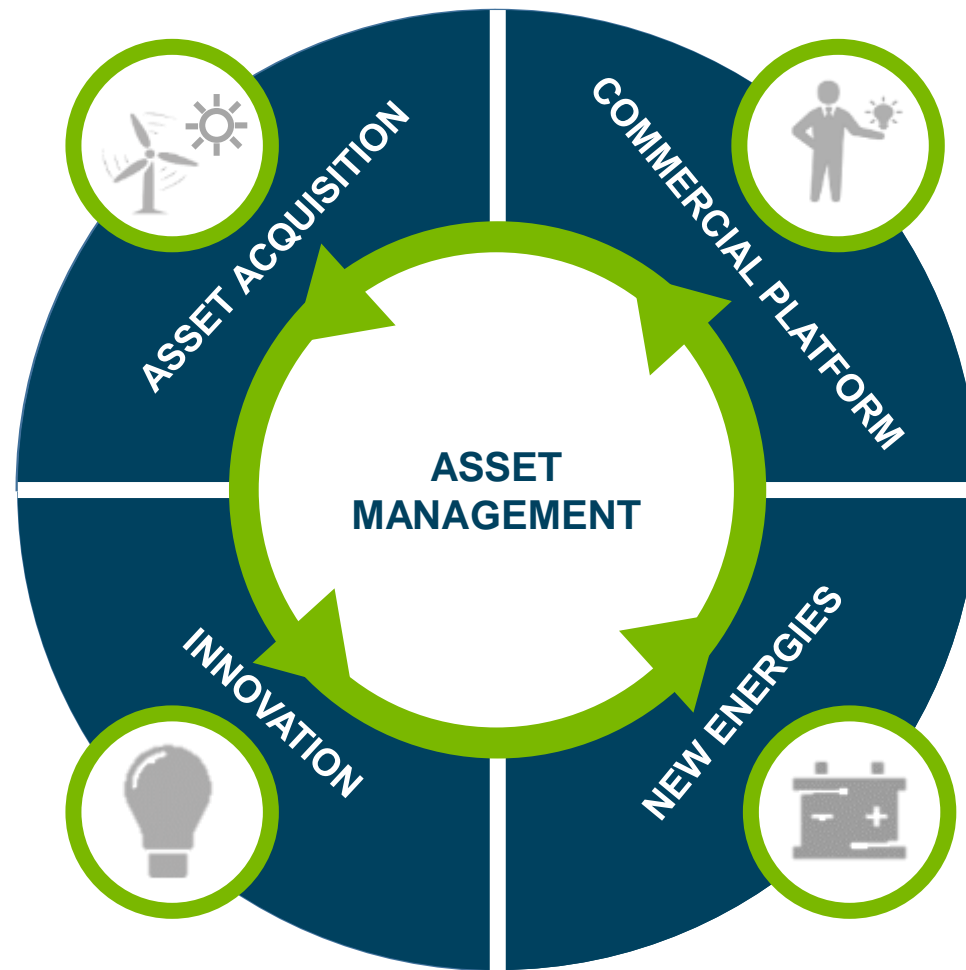 ASSET ACQUISITION
COMMERCIAL PLATFORM
ASSET
MANAGEMENT
INNOVATION
NEW ENERGIES